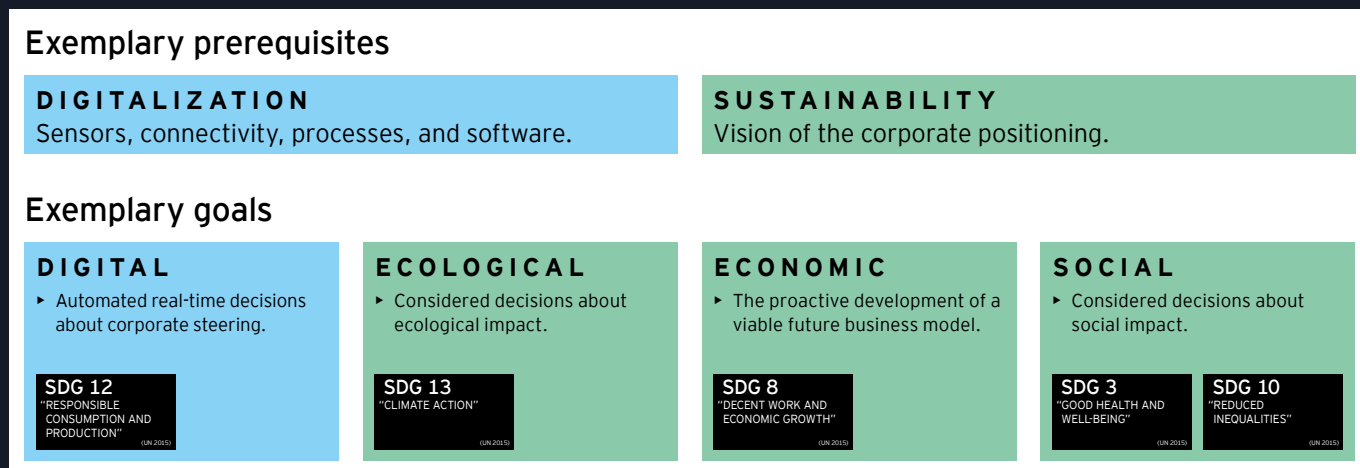 Exemplary prerequisites
DIGITALIZATION
Sensors, connectivity, processes, and software.
SUSTAINABILITY
Vision of the corporate positioning.
Exemplary goals
DIGITAL
‣ Automated real-time decisions
about corporate steering.
SDG 12
“RESPONSIBLE
CONSUMPTION AND
PRODUCTION”
(UN 2015)
ECOLOGICAL
‣ Considered decisions about
ecological impact.
SDG 13
“CLIMATE ACTION”
(UN 2015)
ECONOMIC
‣ The proactive development of a
viable future business model.
SDG 8
“DECENT WORK AND
ECONOMIC GROWTH”
(UN 2015)
SOCIAL
‣ Considered decisions about
social impact.
SDG 3
“GOOD HEALTH AND
WELL-BEING”
(UN 2015)
SDG 10
“REDUCED
INEQUALITIES”
(UN 2015)